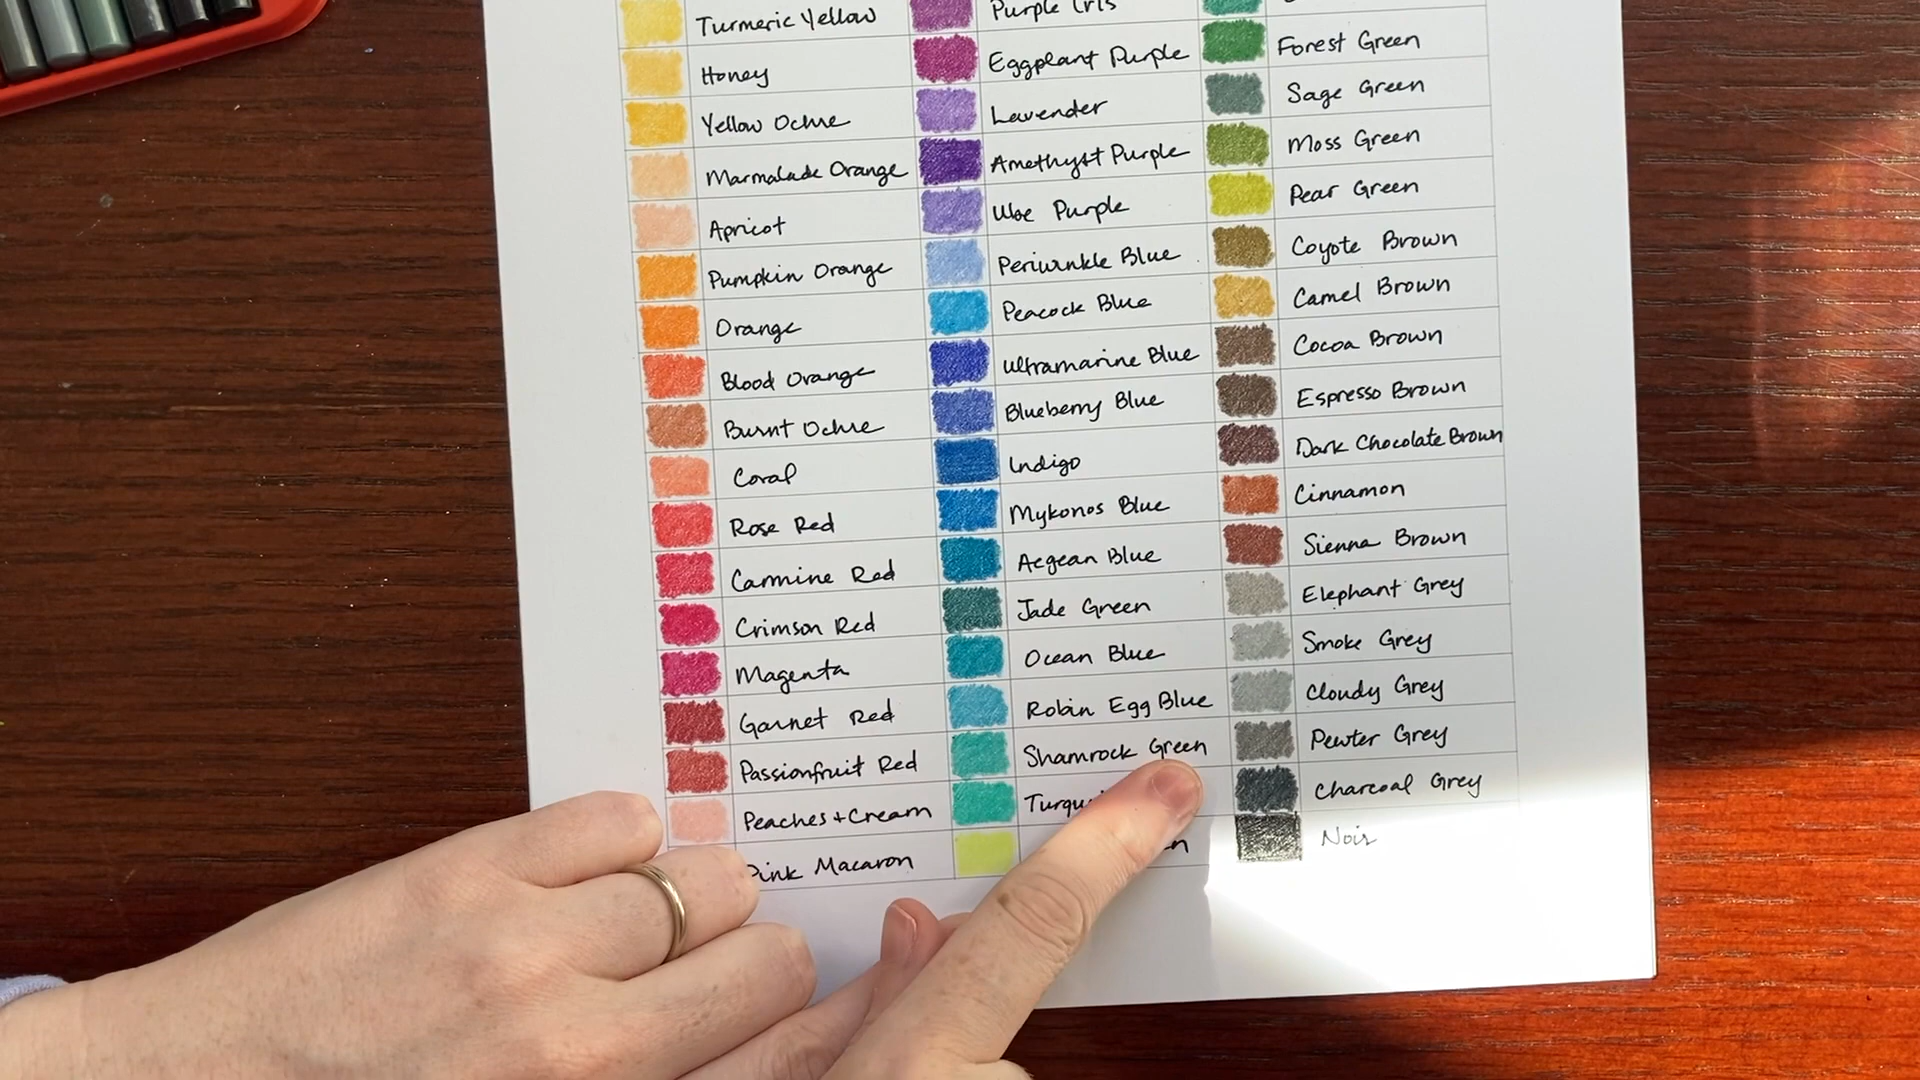 Turmeric Yellow
Honey
Yellow Ochre
Marmalade Orange
Apricot
Pumpkin Orange
Orange
Blood Orange
Burnt Ochre
Coral
Rose Red
Carmine Red
Crimson Red
Magenta
Garnet Red
Passionfruit Red
Peaches + Cream
Pink Macaron
Purple Iris
Eggplant Purple
Lavender
Amethyst Purple
Ube Purple
Periwinkle Blue
Peacock Blue
Ultramarine Blue
Blueberry Blue
Indigo
Mykonos Blue
Aegean Blue
Jade Green
Ocean Blue
Robin Egg Blue
Shamrock Green
Forest Green
Sage Green
Moss Green
Pear Green
Coyote Brown
Camel Brown
Cocoa Brown
Espresso Brown
Dark Chocolate Brown
Cinnamon
Sienna Brown
Elephant Grey
Smoke Grey
Cloudy Grey
Pewter Grey
Charcoal Grey
Noir